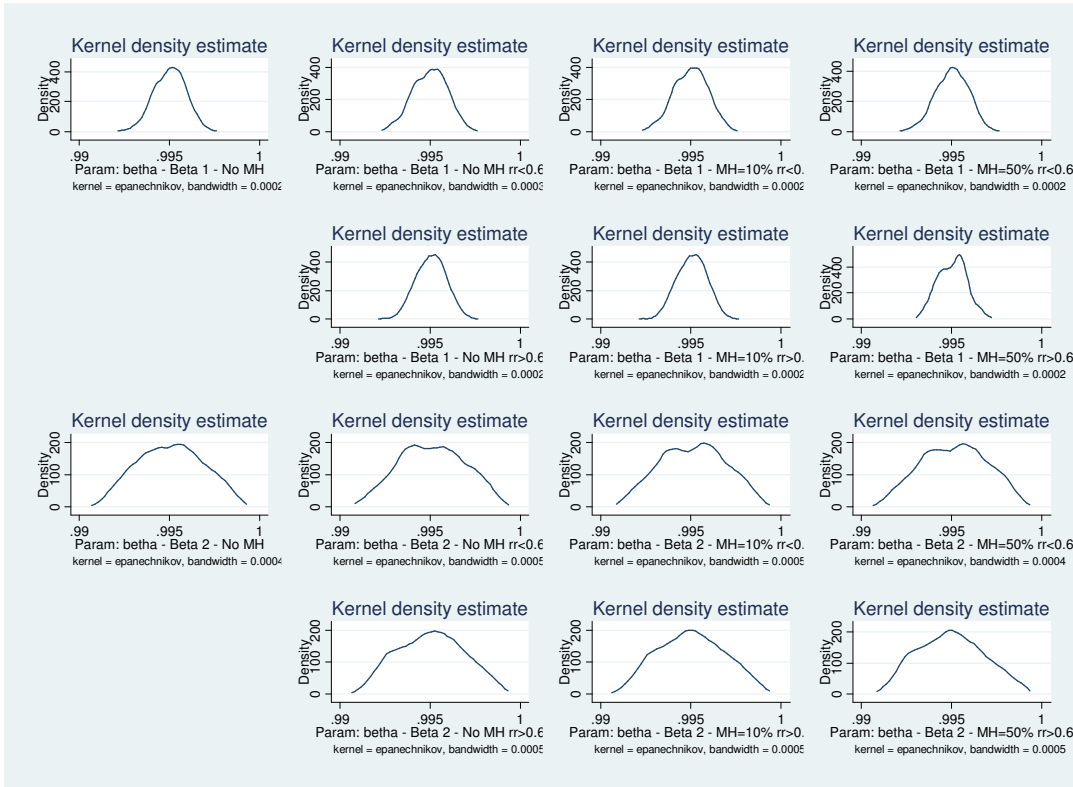 Kernel density estimate
Density
0 200 400
.99 .995 1
Param: betha - Beta 1 - No MH
kernel = epanechnikov, bandwidth = 0.0002
Kernel density estimate
Density
0 200 400
.99 .995 1
Param: betha - Beta 1 - No MH rr<0.6
kernel = epanechnikov, bandwidth = 0.0003
Kernel density estimate
Density
0 200 400
.99 .995 1
Param: betha - Beta 1 - MH=10% rr<0.
kernel = epanechnikov, bandwidth = 0.0002
Kernel density estimate
Density
0 200 400
.99 .995 1
Param: betha - Beta 1 - MH=50% rr<0.6
kernel = epanechnikov, bandwidth = 0.0002
Kernel density estimate
Density
0 200 400
.99 .995 1
Param: betha - Beta 1 - No MH rr>0.6
kernel = epanechnikov, bandwidth = 0.0002
Kernel density estimate
Density
0 200 400
.99 .995 1
Param: betha - Beta 1 - MH=10% rr>0.
kernel = epanechnikov, bandwidth = 0.0002
Kernel density estimate
Density
0 200 400
.99 .995 1
Param: betha - Beta 1 - MH=50% rr>0.6
kernel = epanechnikov, bandwidth = 0.0002
Kernel density estimate
Density
0 100 200
.99 .995 1
Param: betha - Beta 2 - No MH
kernel = epanechnikov, bandwidth = 0.0004
Kernel density estimate
Density
0 100 200
.99 .995 1
Param: betha - Beta 2 - No MH rr<0.6
kernel = epanechnikov, bandwidth = 0.0005
Kernel density estimate
Density
0 100 200
.99 .995 1
Param: betha - Beta 2 - MH=10% rr<0.
kernel = epanechnikov, bandwidth = 0.0005
Kernel density estimate
Density
0 100 200
.99 .995 1
Param: betha - Beta 2 - MH=50% rr<0.6
kernel = epanechnikov, bandwidth = 0.0004
Kernel density estimate
Density
0 100 200
.99 .995 1
Param: betha - Beta 2 - No MH rr>0.6
kernel = epanechnikov, bandwidth = 0.0005
Kernel density estimate
Density
0 100 200
.99 .995 1
Param: betha - Beta 2 - MH=10% rr>0.
kernel = epanechnikov, bandwidth = 0.0005
Kernel density estimate
Density
0 100 200
.99 .995 1
Param: betha - Beta 2 - MH=50% rr>0.6
kernel = epanechnikov, bandwidth = 0.0005